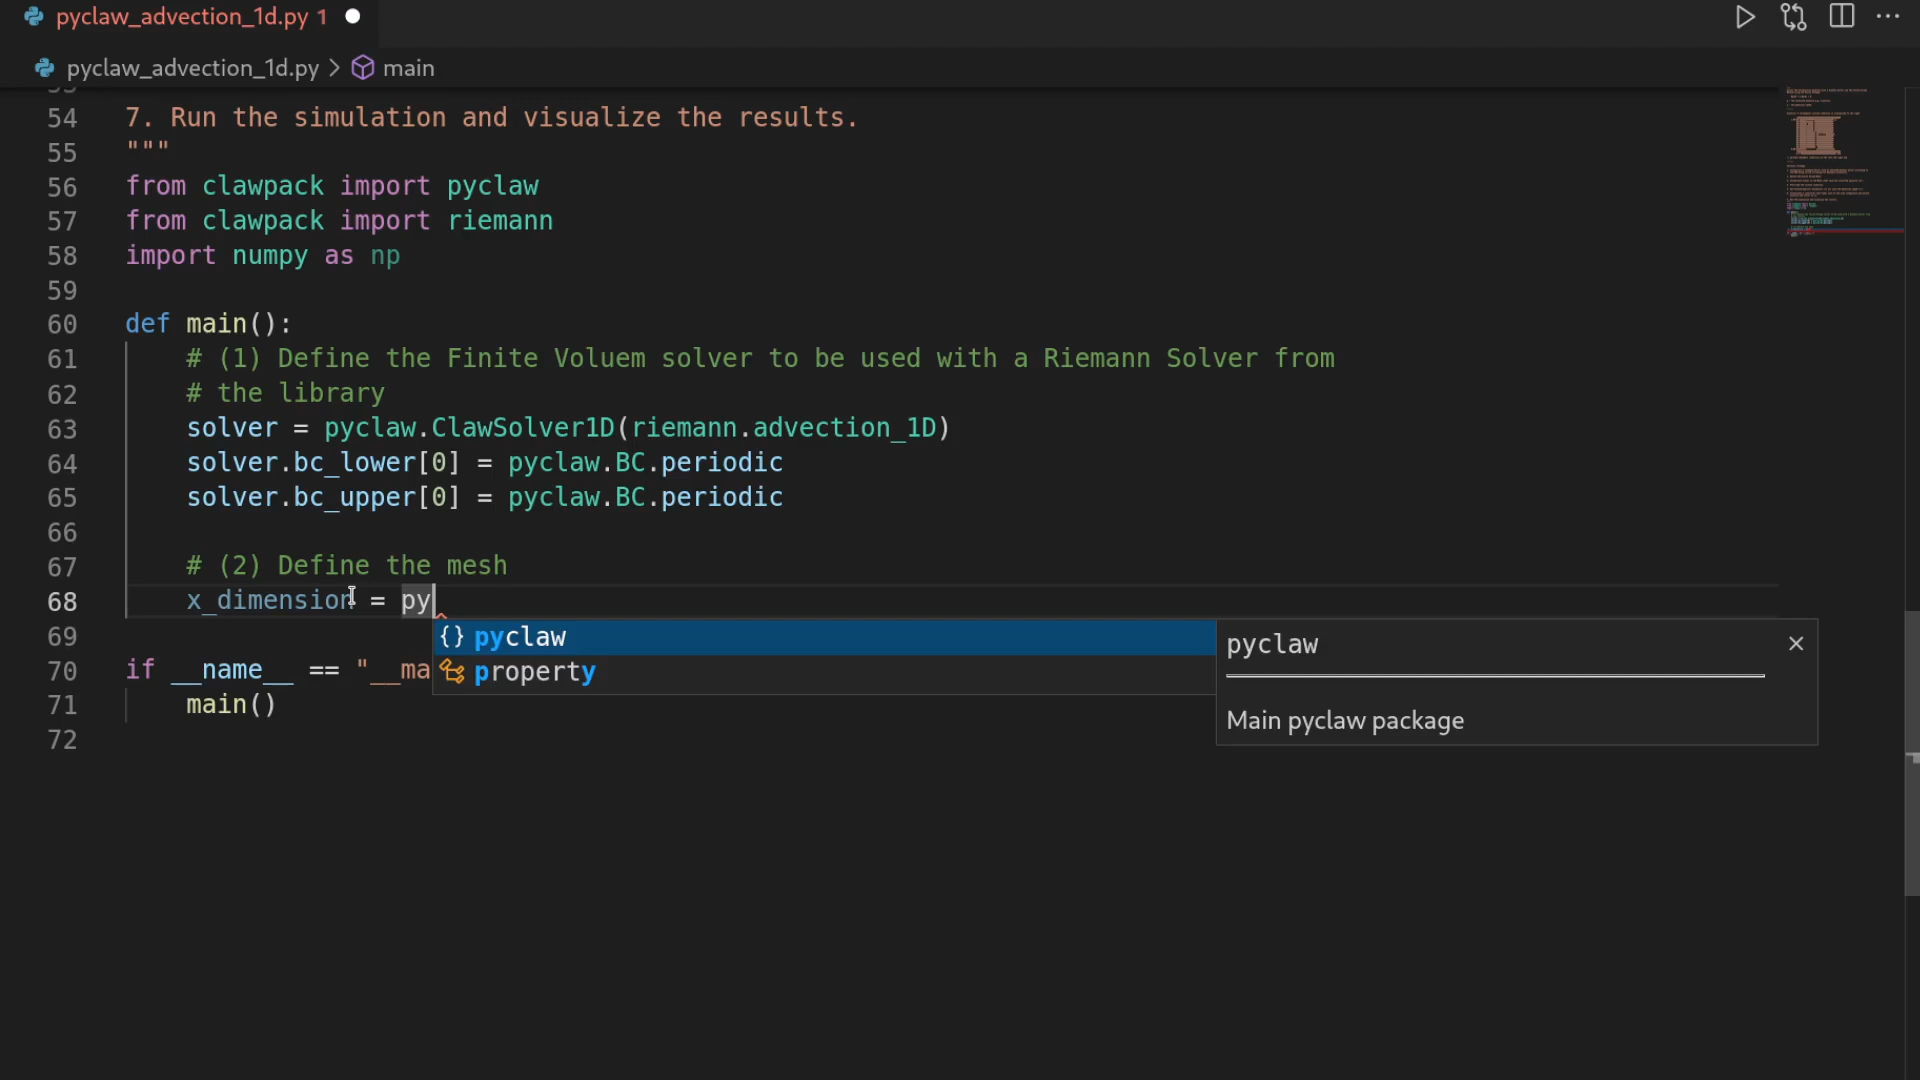 pyclaw_advection_1d.py 1
pyclaw_advection_1d.py > main
54 7. Run the simulation and visualize the results.
55 """
56 from clawpack import pyclaw
57 from clawpack import riemann
58 import numpy as np
59
60 def main():
61 # (1) Define the Finite Voluem solver to be used with a Riemann Solver from
62 # the library
63 solver = pyclaw.ClawSolver1D(riemann.advection_1D)
64 solver.bc_lower[0] = pyclaw.BC.periodic
65 solver.bc_upper[0] = pyclaw.BC.periodic
66
67 # (2) Define the mesh
68 x_dimension = py
{} pyclaw
pyclaw
69
property
70 if __name__ == "__ma
Main pyclaw package
71 main()
72